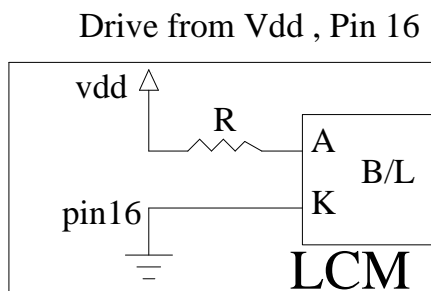 Drive from Vdd , Pin 16
vdd
R
A
B/L
pin16
K
LCM